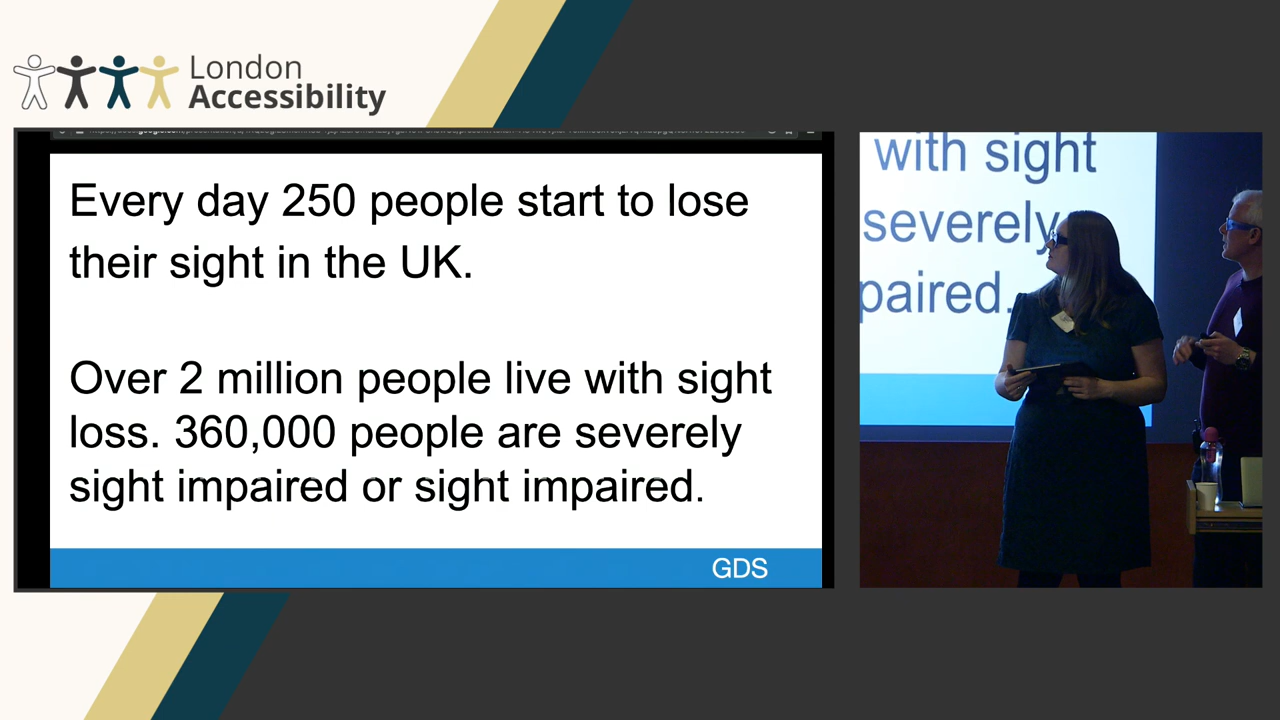 London
Accessibility
Every day 250 people start to lose
their sight in the UK.
Over 2 million people live with sight
loss. 360,000 people are severely
sight impaired or sight impaired.
GDS
with sight
severely
paired.